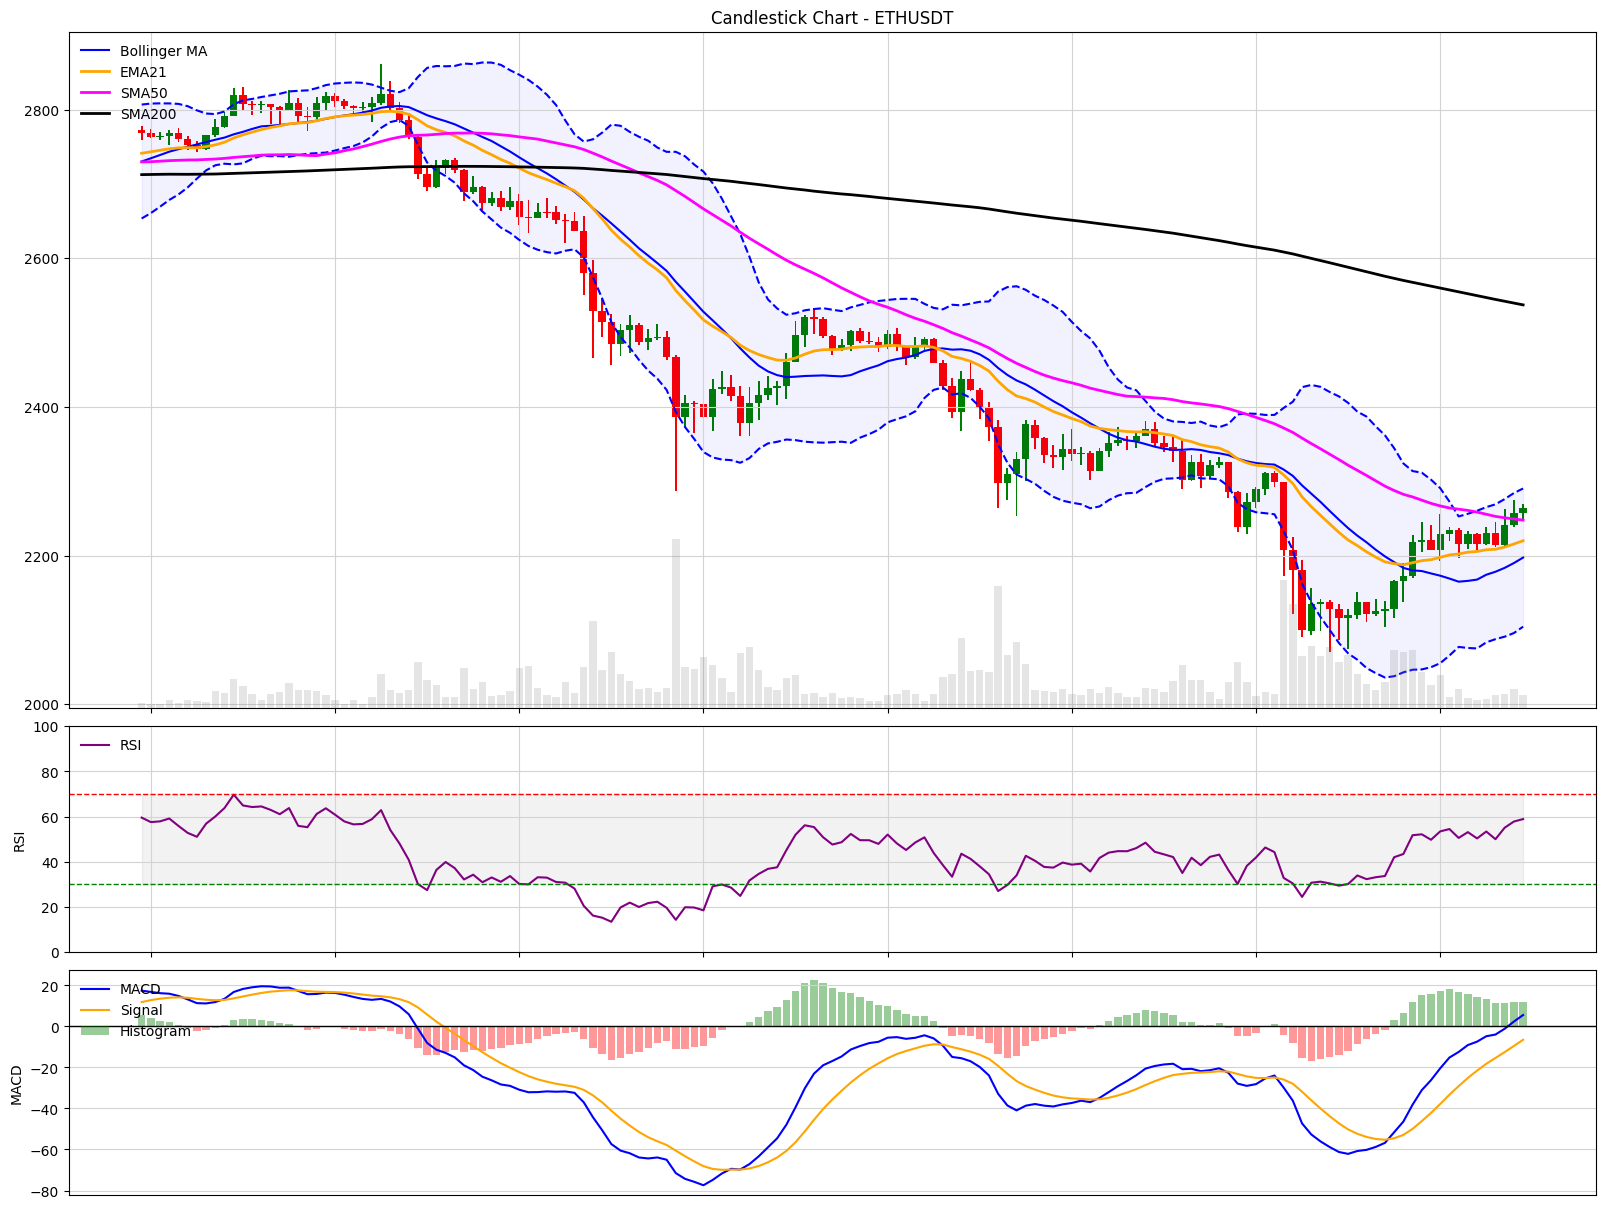 Candlestick Chart - ETHUSDT
Bollinger MA
EMA21
SMA50
SMA200
2800
2600
2400
2200
2000
RSI
100
80
60
40
20
0
RSI
MACD
Signal
Histogram
20
0
−20
−40
−60
−80
MACD